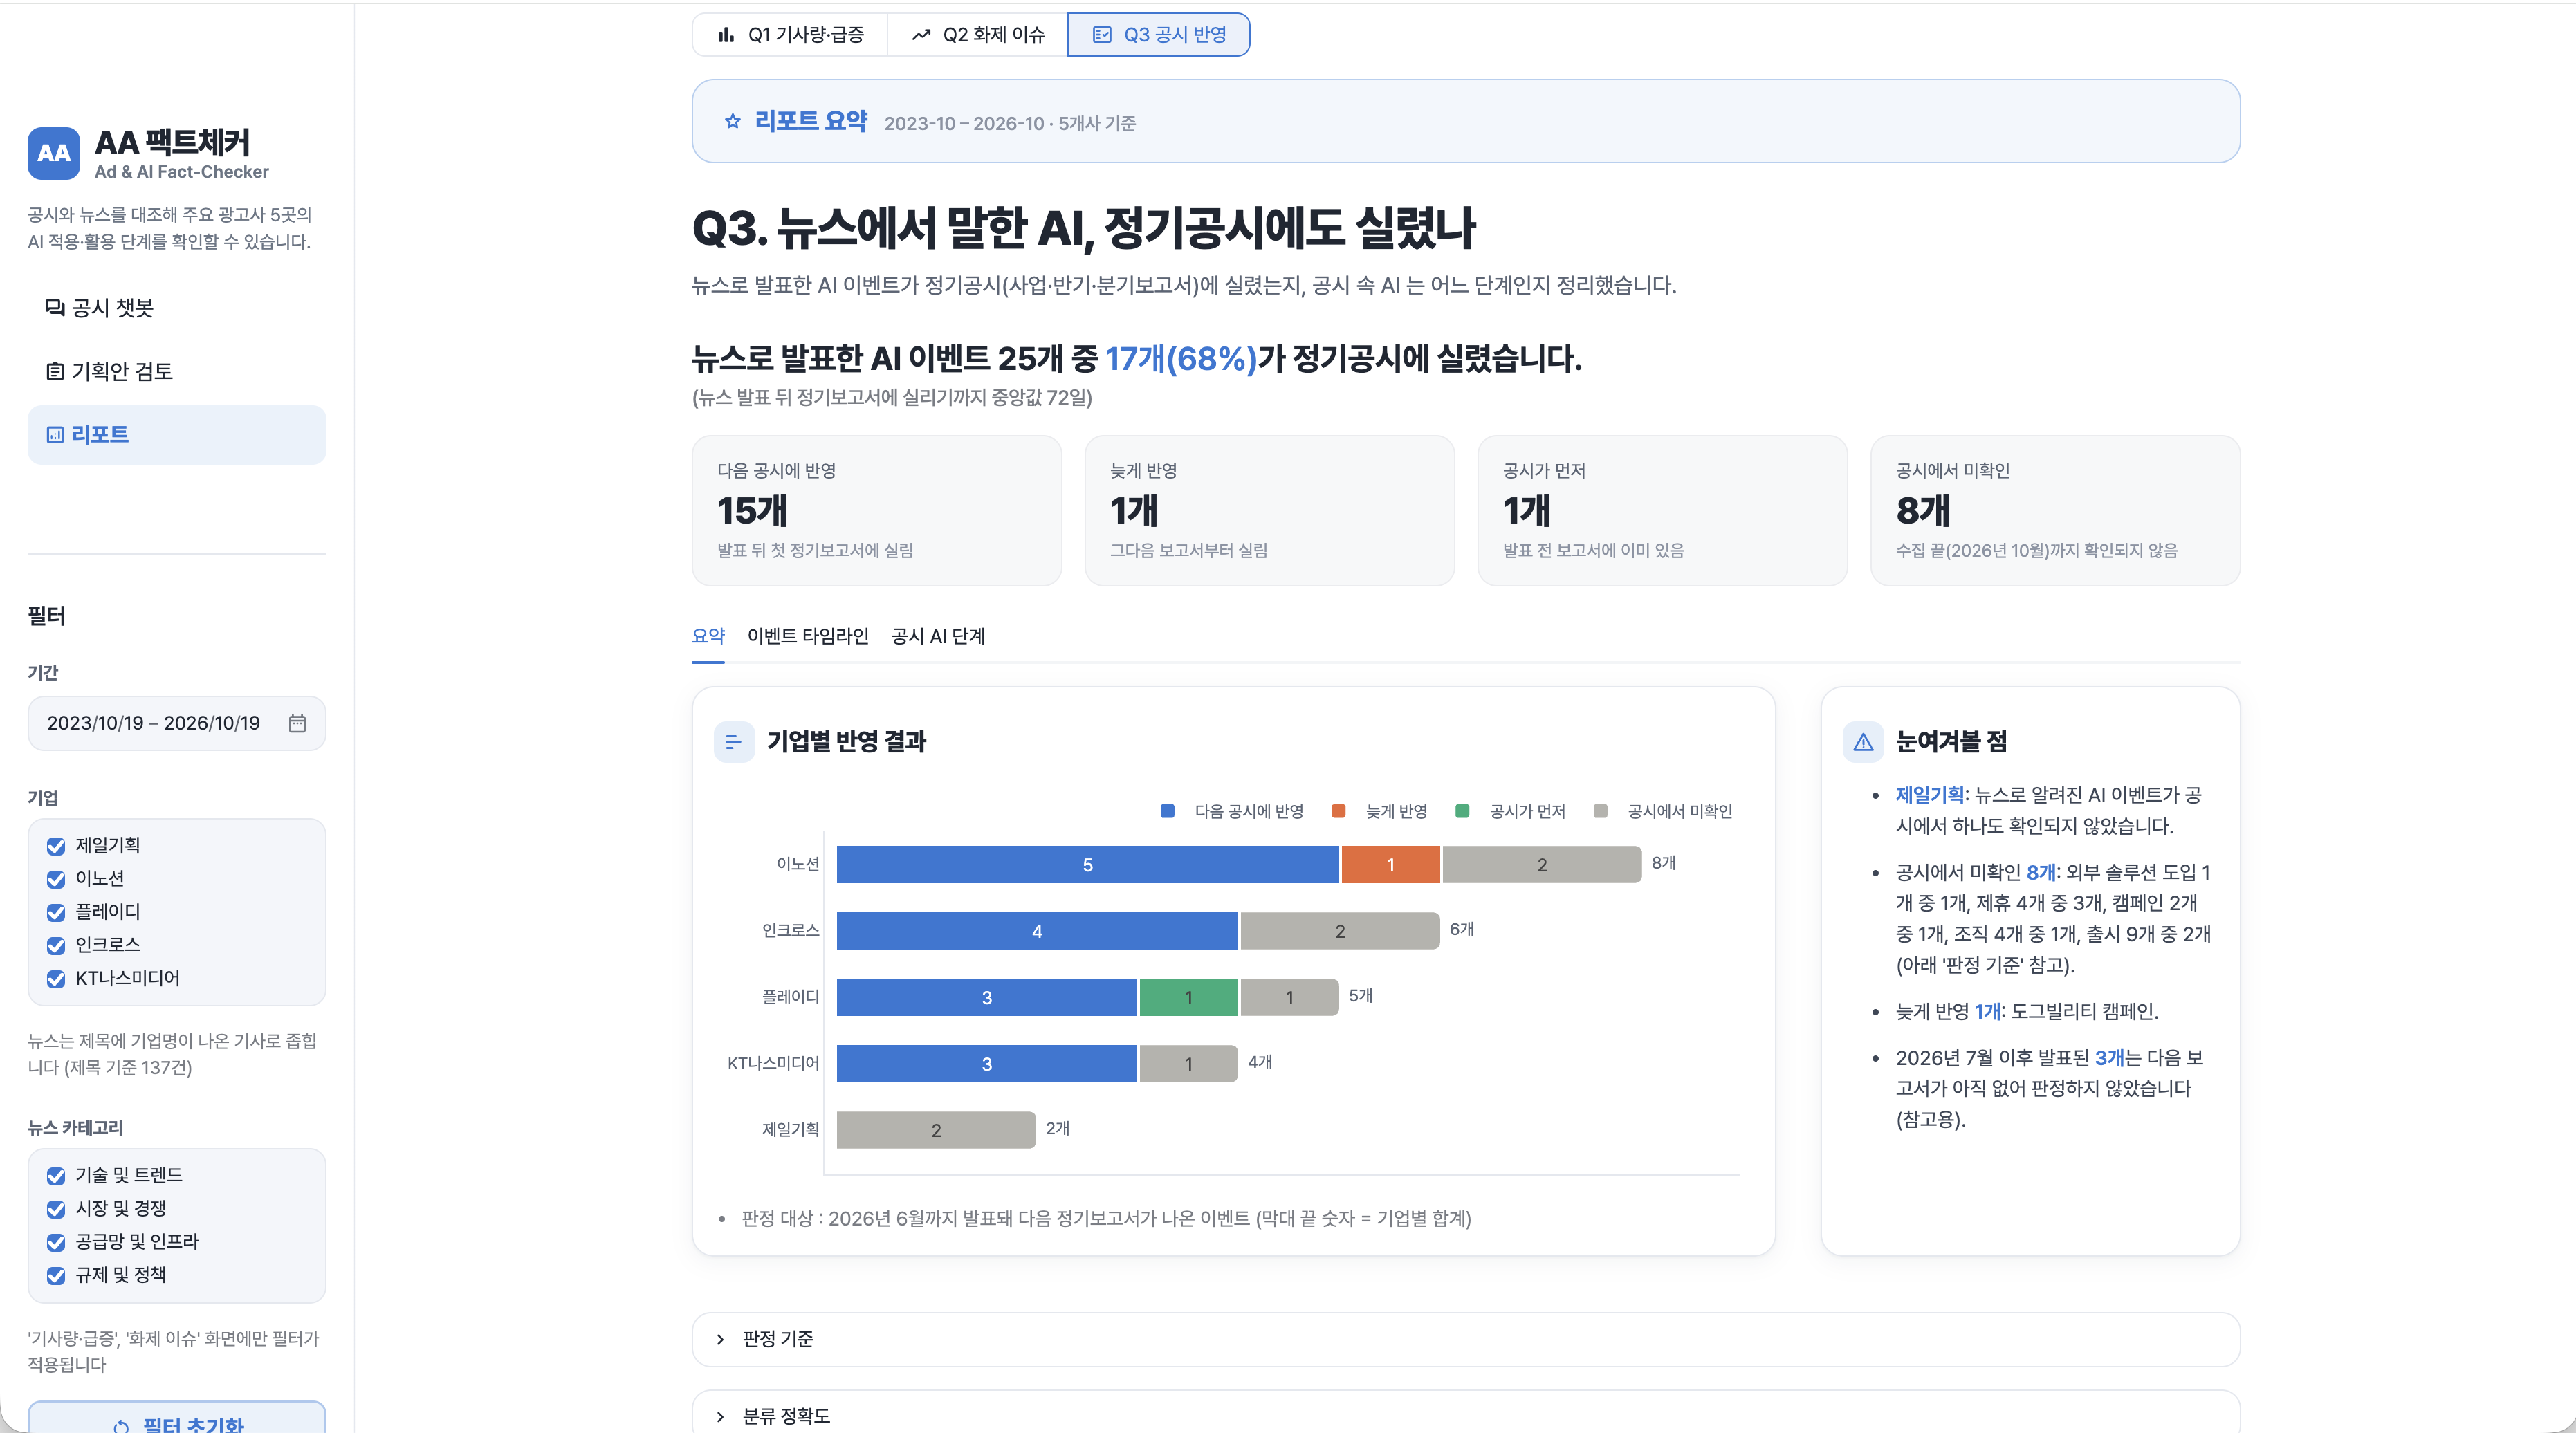 AA
AA 팩트체커
Ad & AI Fact-Checker
공시와 뉴스를 대조해 주요 광고사 5곳의
AI 적용·활용 단계를 확인할 수 있습니다.
공시 챗봇
기획안 검토
리포트
필터
기간
2023/10/19 – 2026/10/19
기업
제일기획
이노션
플레이디
인크로스
KT나스미디어
뉴스는 제목에 기업명이 나온 기사로 좁힙
니다 (제목 기준 137건)
뉴스 카테고리
기술 및 트렌드
시장 및 경쟁
공급망 및 인프라
규제 및 정책
'기사량·급증', '화제 이슈' 화면에만 필터가
적용됩니다
필터 초기화
Q1 기사량·급증
Q2 화제 이슈
Q3 공시 반영
리포트 요약 2023-10 – 2026-10 · 5개사 기준
Q3. 뉴스에서 말한 AI, 정기공시에도 실렸나
뉴스로 발표한 AI 이벤트가 정기공시(사업·반기·분기보고서)에 실렸는지, 공시 속 AI 는 어느 단계인지 정리했습니다.
뉴스로 발표한 AI 이벤트 25개 중 17개(68%)가 정기공시에 실렸습니다.
(뉴스 발표 뒤 정기보고서에 실리기까지 중앙값 72일)
다음 공시에 반영
15개
발표 뒤 첫 정기보고서에 실림
늦게 반영
1개
그다음 보고서부터 실림
공시가 먼저
1개
발표 전 보고서에 이미 있음
공시에서 미확인
8개
수집 끝(2026년 10월)까지 확인되지 않음
요약
이벤트 타임라인
공시 AI 단계
기업별 반영 결과
다음 공시에 반영
늦게 반영
공시가 먼저
공시에서 미확인
이노션 5 1 2 8개
인크로스 4 2 6개
플레이디 3 1 1 5개
KT나스미디어 3 1 4개
제일기획 2 2개
• 판정 대상 : 2026년 6월까지 발표돼 다음 정기보고서가 나온 이벤트 (막대 끝 숫자 = 기업별 합계)
눈여겨볼 점
• 제일기획: 뉴스로 알려진 AI 이벤트가 공
시에서 하나도 확인되지 않았습니다.
• 공시에서 미확인 8개: 외부 솔루션 도입 1
개 중 1개, 제휴 4개 중 3개, 캠페인 2개
중 1개, 조직 4개 중 1개, 출시 9개 중 2개
(아래 '판정 기준' 참고).
• 늦게 반영 1개: 도그빌리티 캠페인.
• 2026년 7월 이후 발표된 3개는 다음 보
고서가 아직 없어 판정하지 않았습니다
(참고용).
판정 기준
분류 정확도